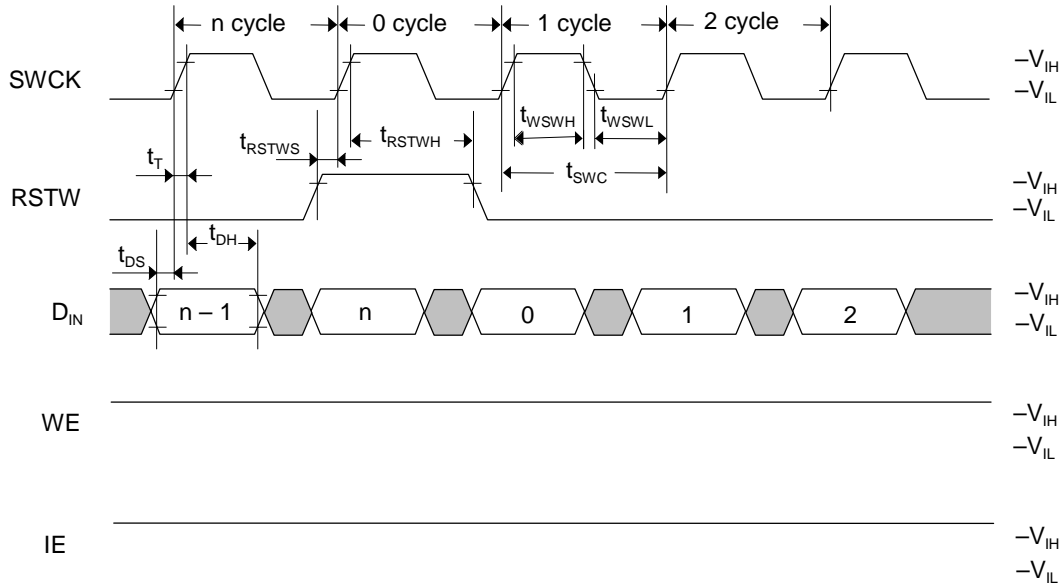 n cycle 0 cycle 1 cycle 2 cycle
SWCK –V_IH
–V_IL
t_WSWH t_WSWL
t_RSTWS t_RSTWH
t_T t_SWC
RSTW –V_IH
–V_IL
t_DH
t_DS
D_IN n – 1 n 0 1 2 –V_IH
–V_IL
WE –V_IH
–V_IL
IE –V_IH
–V_IL